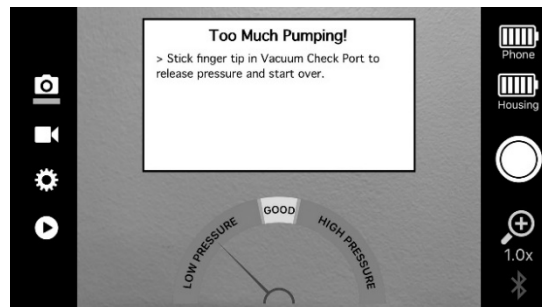 Too Much Pumping!
> Stick finger tip in Vacuum Check Port to
release pressure and start over.
Phone
Housing
LOW PRESSURE
GOOD
HIGH PRESSURE
1.0x